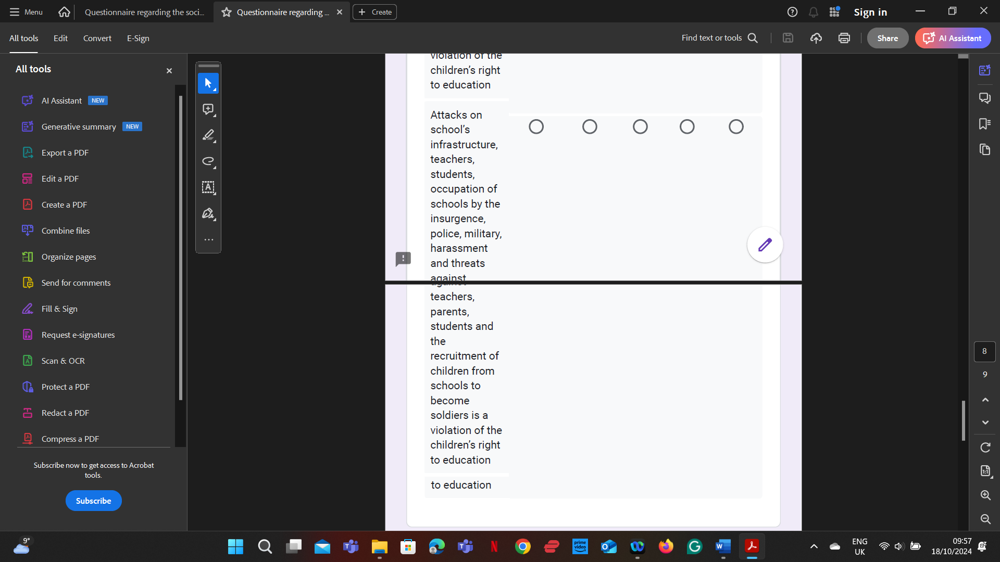 Menu
Questionnaire regarding the soci...
Questionnaire regarding ...
Create
Sign in
All tools
Edit
Convert
E-Sign
Find text or tools
Share
AI Assistant
All tools
AI Assistant NEW
Generative summary NEW
Export a PDF
Edit a PDF
Create a PDF
Combine files
Organize pages
Send for comments
Fill & Sign
Request e-signatures
Scan & OCR
Protect a PDF
Redact a PDF
Compress a PDF
Subscribe now to get access to Acrobat
tools.
Subscribe
violation of the
children’s right
to education
Attacks on
school’s
infrastructure,
teachers,
students,
occupation of
schools by the
insurgence,
police, military,
harassment
and threats
against
against
teachers,
parents,
students and
the
recruitment of
children from
schools to
become
soldiers is a
violation of the
children’s right
to education
to education
8
9
1:1
9°
prime video
ENG
UK
09:57
18/10/2024